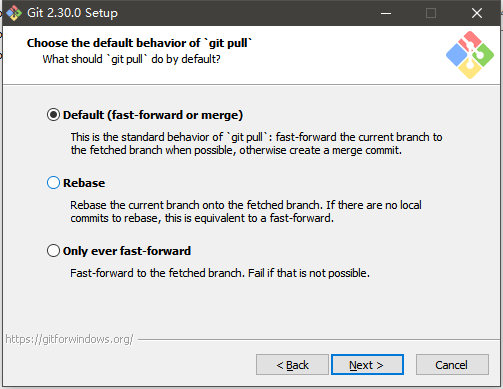 Git 2.30.0 Setup
Choose the default behavior of `git pull`
What should `git pull` do by default?
Default (fast-forward or merge)
This is the standard behavior of `git pull`: fast-forward the current branch to
the fetched branch when possible, otherwise create a merge commit.
Rebase
Rebase the current branch onto the fetched branch. If there are no local
commits to rebase, this is equivalent to a fast-forward.
Only ever fast-forward
Fast-forward to the fetched branch. Fail if that is not possible.
https://gitforwindows.org/
< Back
Next >
Cancel